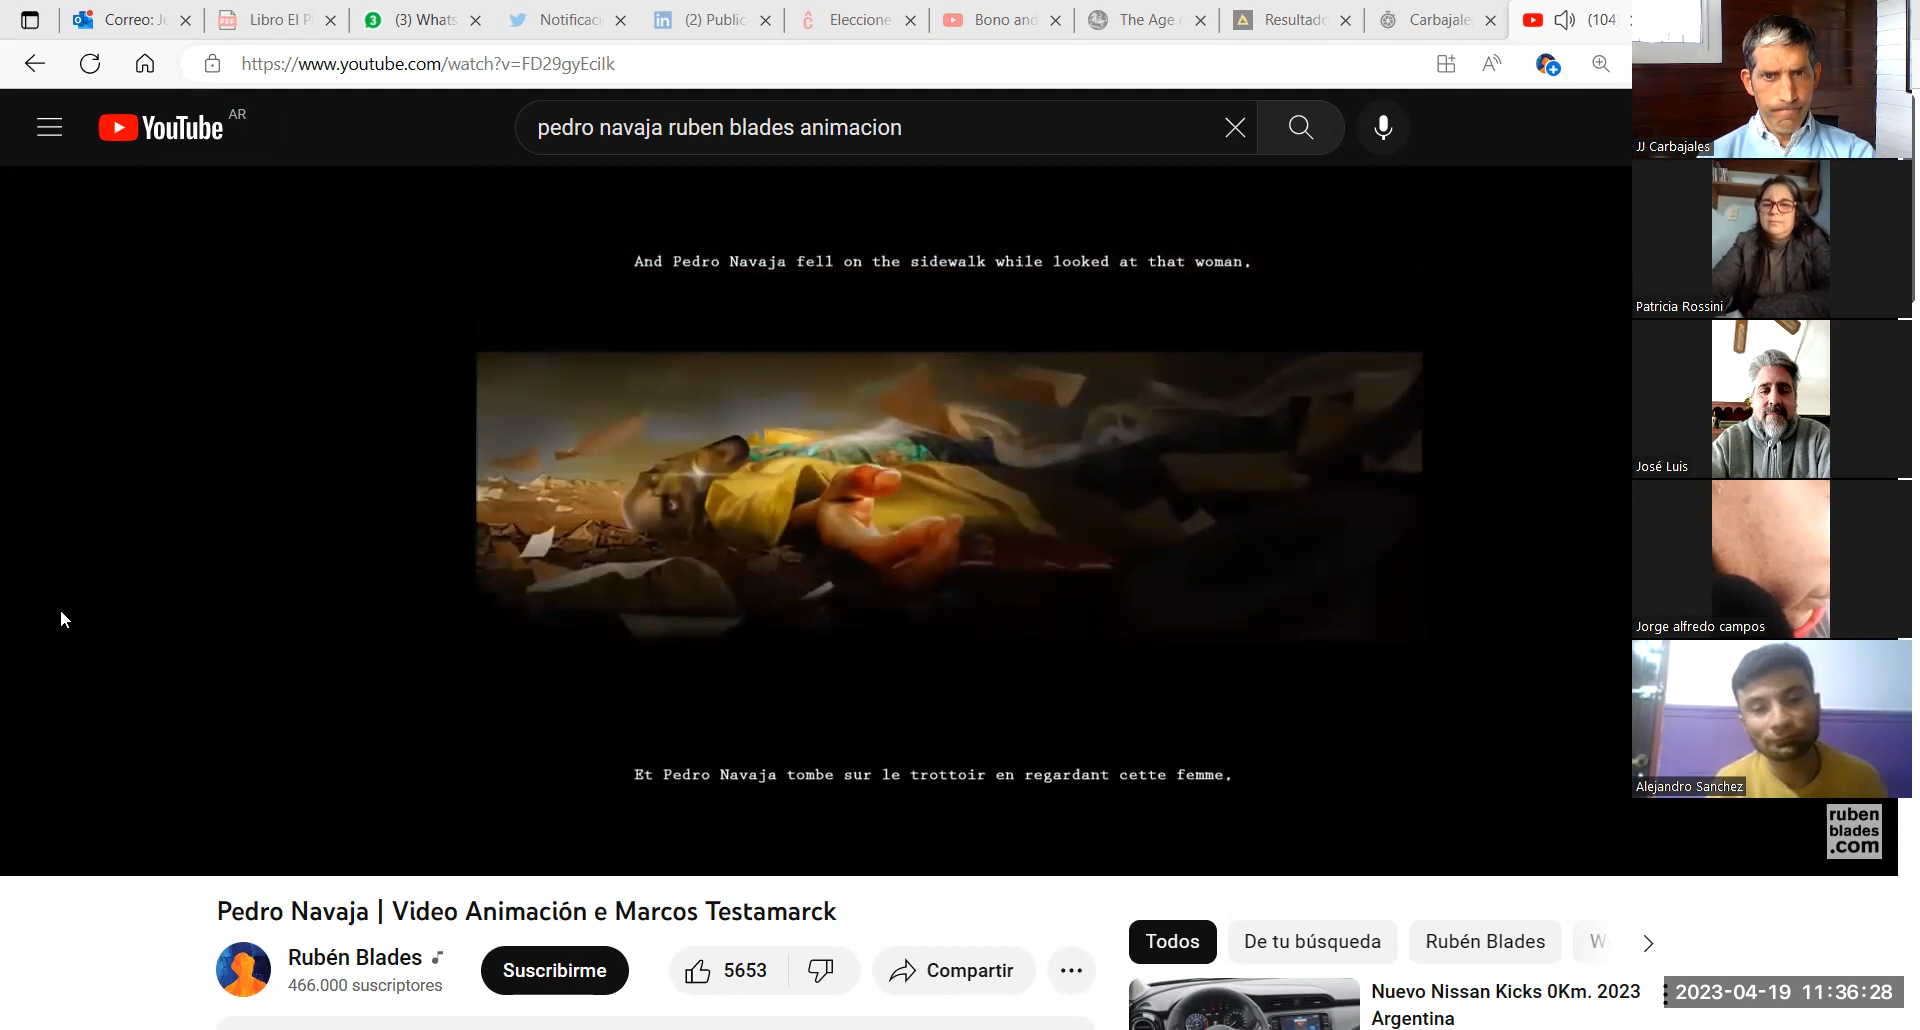 Correo: Ju
Libro El Pl
(3) Whats
Notificaci
(2) Public
Eleccione
Bono and
The Age
Resultado
Carbajale
(104
https://www.youtube.com/watch?v=FD29gyEcilk
YouTube AR
pedro navaja ruben blades animacion
And Pedro Navaja fell on the sidewalk while looked at that woman,
Et Pedro Navaja tombe sur le trottoir en regardant cette femme,
ruben
blades
.com
JJ Carbajales
Patricia Rossini
José Luis
Jorge alfredo campos
Alejandro Sanchez
Pedro Navaja | Video Animación e Marcos Testamarck
Rubén Blades
466.000 suscriptores
Suscribirme
5653
Compartir
Todos
De tu búsqueda
Rubén Blades
Nuevo Nissan Kicks 0Km. 2023
Argentina
2023-04-19 11:36:28